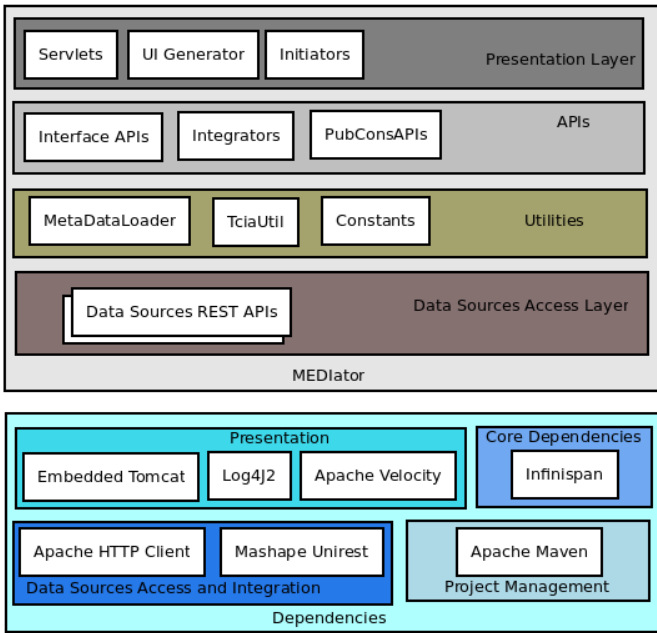 Servlets
UI Generator
Initiators
Presentation Layer
APIs
Interface APIs
Integrators
PubConsAPIs
MetaDataLoader
TciaUtil
Constants
Utilities
Data Sources REST APIs
Data Sources Access Layer
MEDIator
Presentation
Core Dependencies
Embedded Tomcat
Log4J2
Apache Velocity
Infinispan
Apache HTTP Client
Mashape Unirest
Apache Maven
Data Sources Access and Integration
Project Management
Dependencies